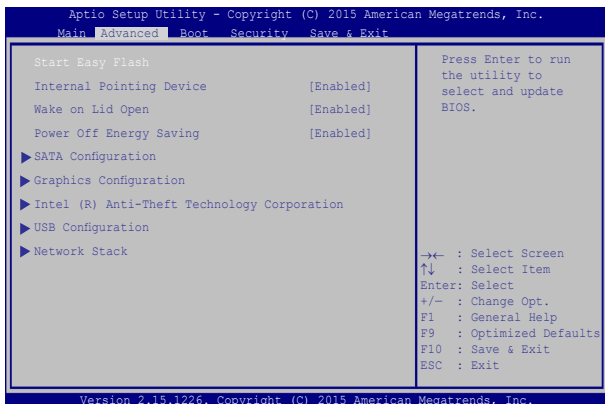 Aptio Setup Utility - Copyright (C) 2015 American Megatrends, Inc.
Main Advanced Boot Security Save & Exit
Start Easy Flash
Internal Pointing Device [Enabled]
Wake on Lid Open [Enabled]
Power Off Energy Saving [Enabled]
SATA Configuration
Graphics Configuration
Intel (R) Anti-Theft Technology Corporation
USB Configuration
Network Stack
Press Enter to run
the utility to
select and update
BIOS.
→← : Select Screen
↑↓ : Select Item
Enter: Select
+/— : Change Opt.
F1 : General Help
F9 : Optimized Defaults
F10 : Save & Exit
ESC : Exit
Version 2.15.1226. Copyright (C) 2015 American Megatrends, Inc.